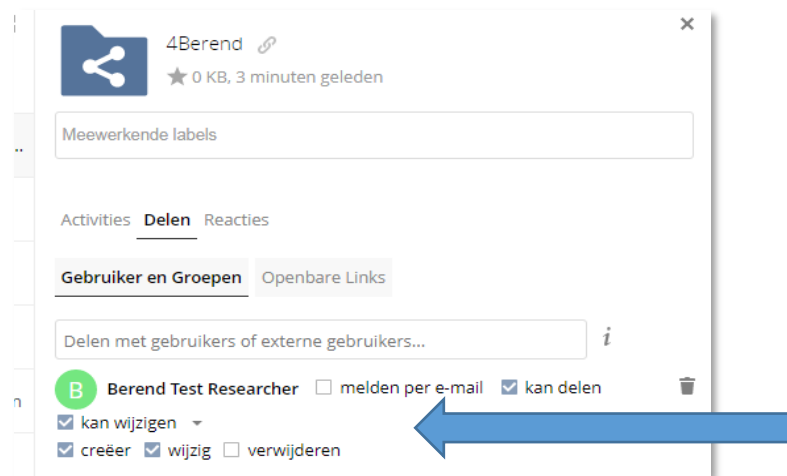 4Berend
0 KB, 3 minuten geleden
Meewerkende labels
..
Activities Delen Reacties
Gebruiker en Groepen Openbare Links
Delen met gebruikers of externe gebruikers... i
n
B Berend Test Researcher melden per e-mail kan delen
kan wijzigen
creëer wijzig verwijderen